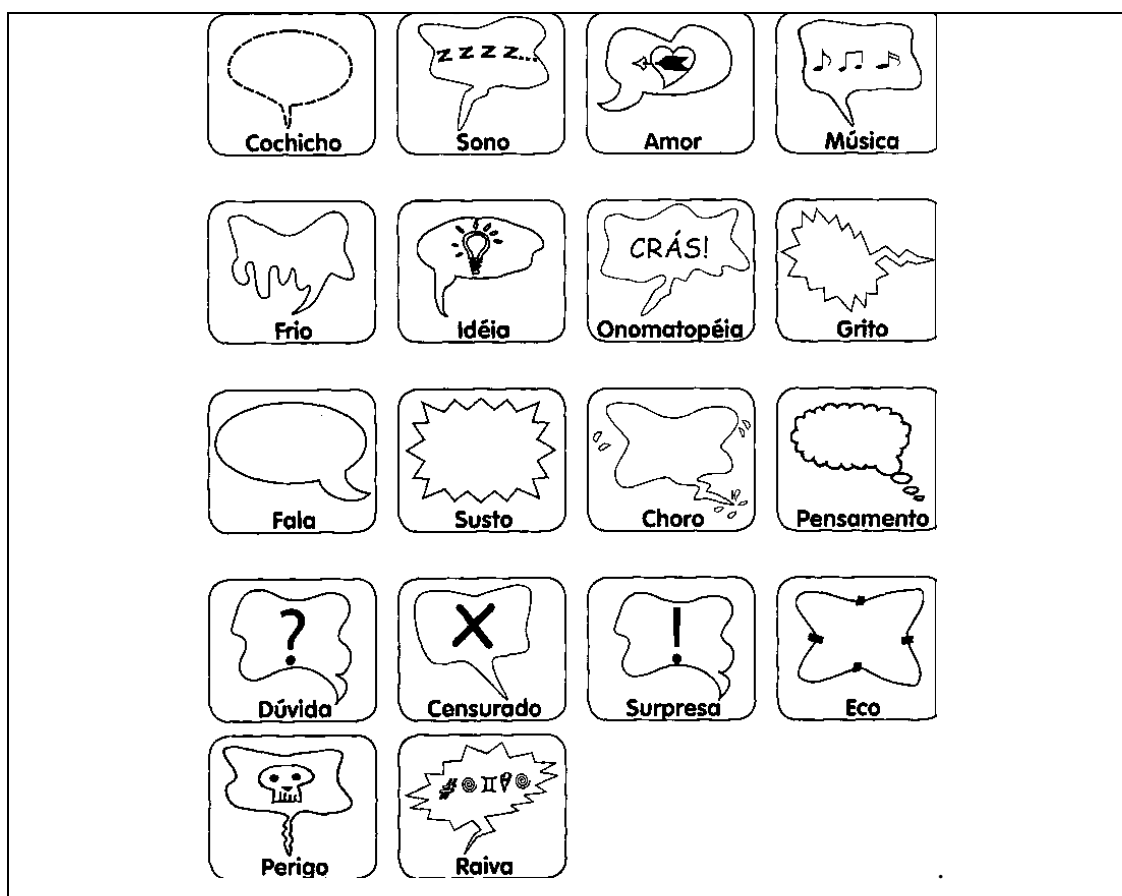 z z z z...
Cochicho Sono Amor Música
CRÁS!
Frio Idéia Onomatopéia Grito
Fala Susto Choro Pensamento
?
X
!
Dúvida Censurado Surpresa Eco
Perigo Raiva